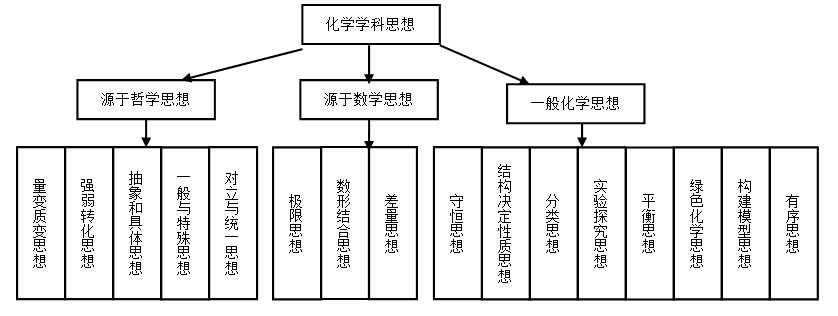 化学学科思想
源于哲学思想
源于数学思想
一般化学思想
量变质变思想
强弱转化思想
抽象和具体思想
一般与特殊思想
对立与统一思想
极限思想
数形结合思想
差量思想
守恒思想
结构决定性质思想
分类思想
实验探究思想
平衡思想
绿色化学思想
构建模型思想
有序思想